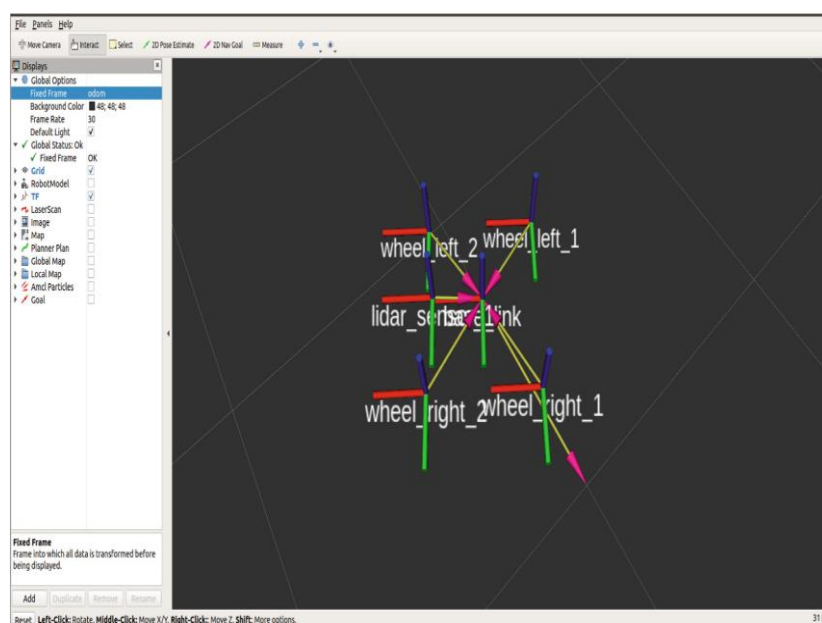 File Panels Help
Move Camera Interact Select 2D Pose Estimate 2D Nav Goal Measure
Displays
Global Options
Fixed Frame odom
Background Color 48; 48; 48
Frame Rate 30
Default Light
Global Status: Ok
Fixed Frame OK
Grid
RobotModel
TF
LaserScan
Image
Map
Planner Plan
Global Map
Local Map
Amcl Particles
Goal
wheel_left_2 wheel_left_1
lidar_sensor_1 base_link
wheel_right_2 wheel_right_1
Fixed Frame
Frame into which all data is transformed before
being displayed.
Add Duplicate Remove Rename
Reset Left-Click: Rotate. Middle-Click: Move X/Y. Right-Click: Move Z. Shift: More options. 31